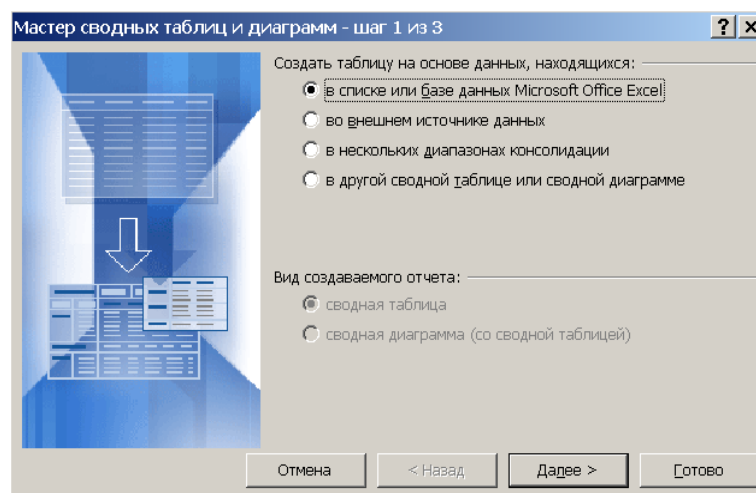 Мастер сводных таблиц и диаграмм - шаг 1 из 3
Создать таблицу на основе данных, находящихся:
в списке или базе данных Microsoft Office Excel
во внешнем источнике данных
в нескольких диапазонах консолидации
в другой сводной таблице или сводной диаграмме
Вид создаваемого отчета:
сводная таблица
сводная диаграмма (со сводной таблицей)
Отмена < Назад Далее > Готово